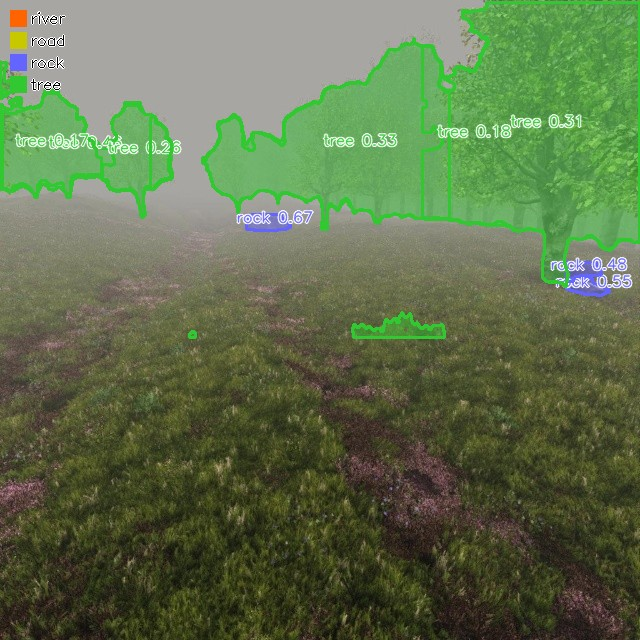 river
road
rock
tree
tree 0.31
tree 0.18
tree 0.33
tree 0.26
rock 0.67
rock 0.48
rock 0.55